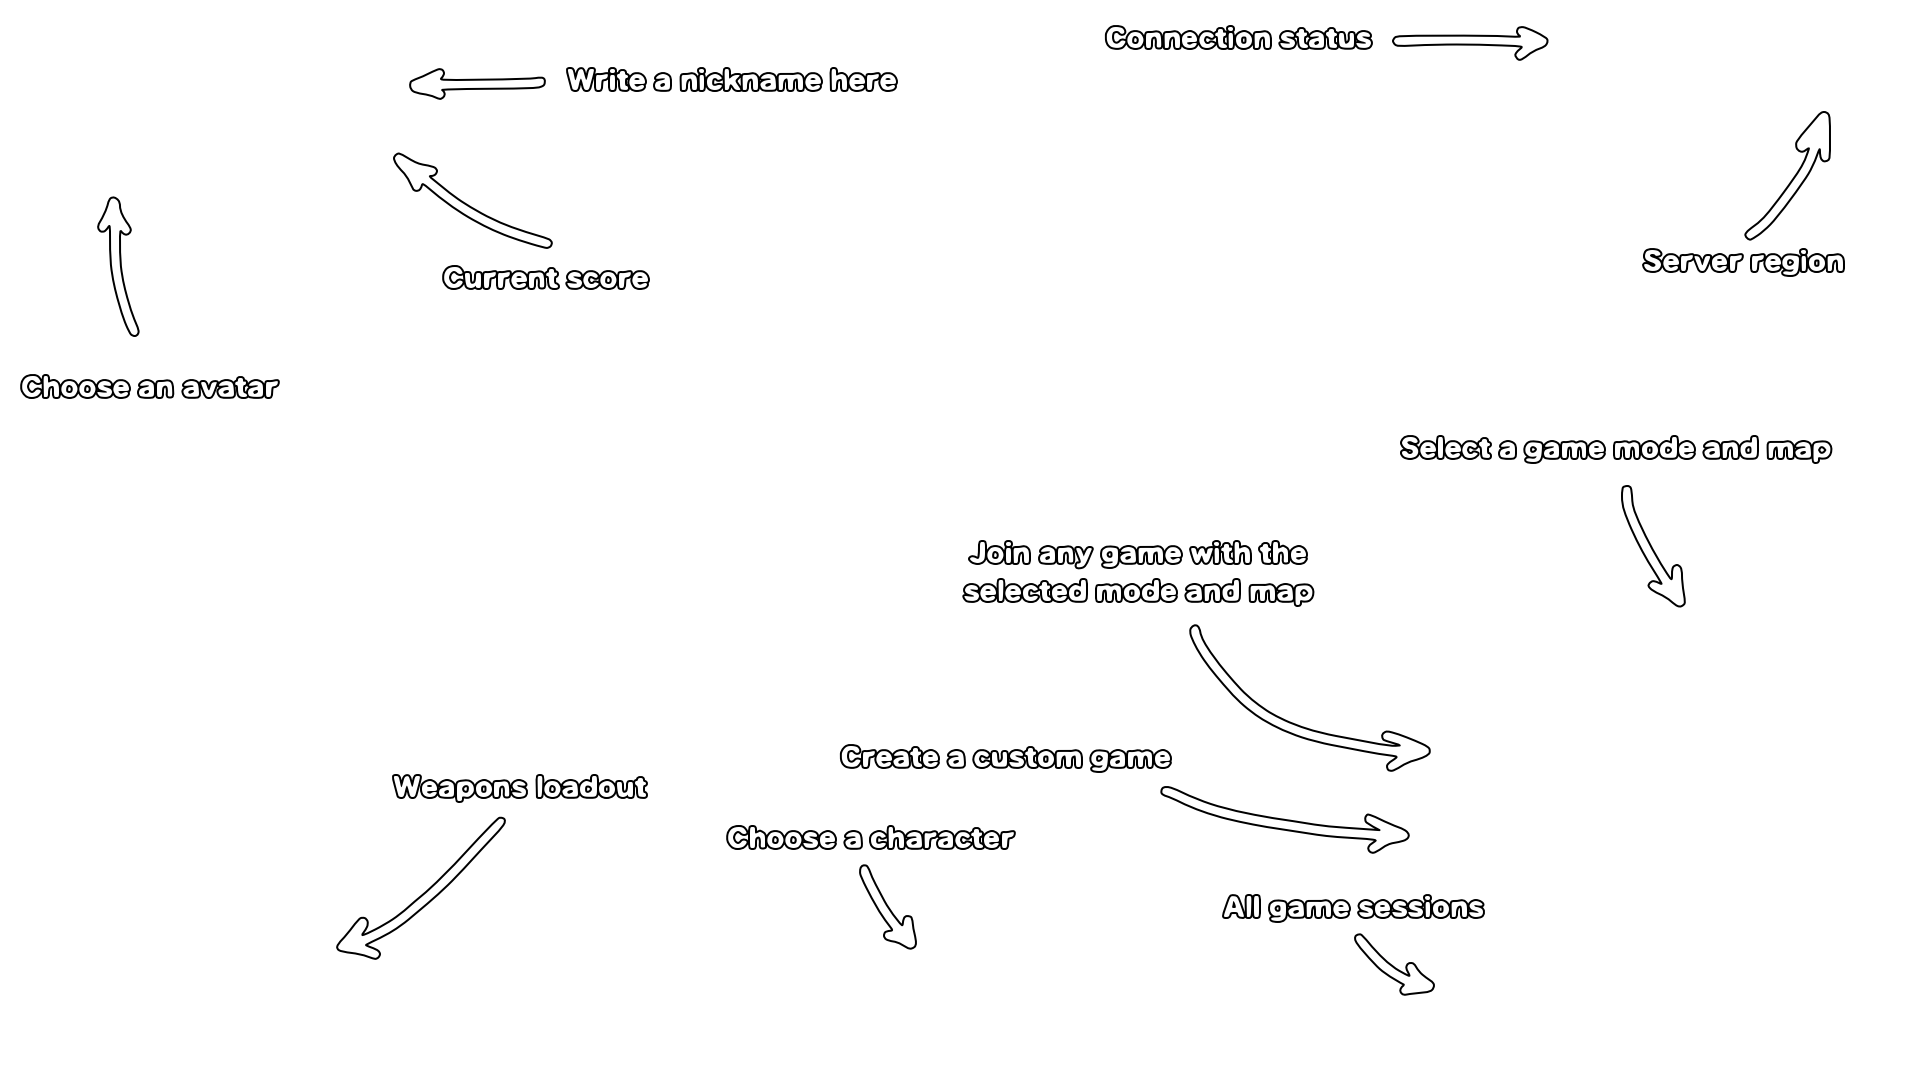 Connection status
Write a nickname here
Server region
Current score
Choose an avatar
Select a game mode and map
Join any game with the
selected mode and map
Create a custom game
Weapons loadout
Choose a character
All game sessions